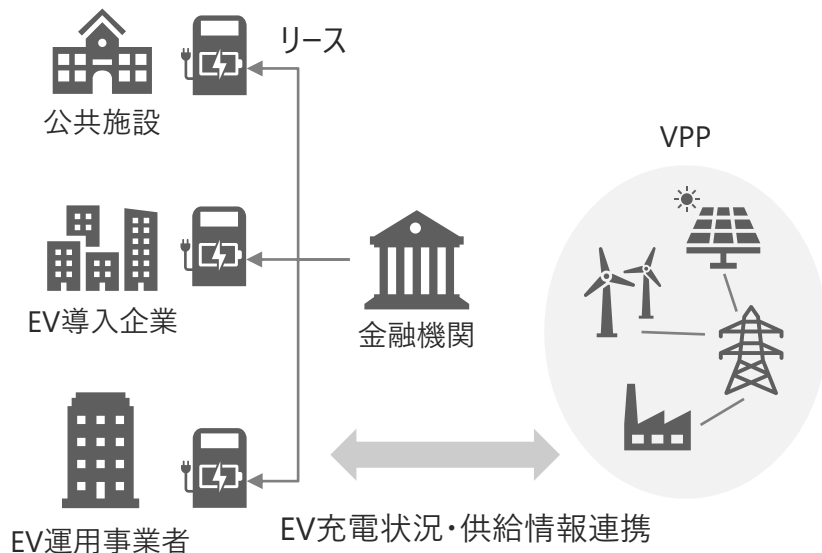 リース
公共施設
VPP
EV導入企業
金融機関
EV運用事業者
EV充電状況・供給情報連携